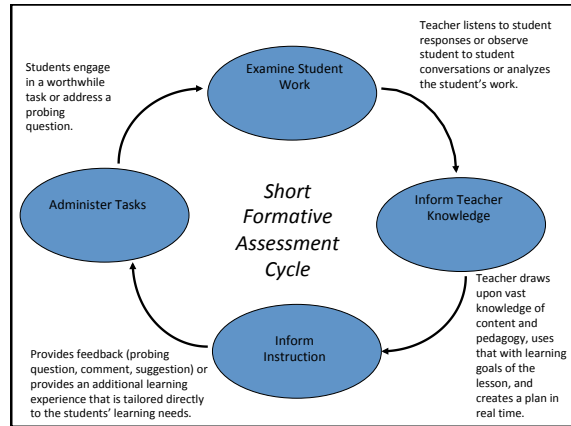 Teacher listens to student
responses or observe
student to student
conversations or analyzes
the student's work.
Students engage
in a worthwhile
task or address a
probing
question.
Examine Student
Work
Administer Tasks
Short
Formative
Assessment
Cycle
Inform Teacher
Knowledge
Inform
Instruction
Teacher draws
upon vast
knowledge of
content and
pedagogy, uses
that with learning
goals of the
lesson, and
creates a plan in
real time.
Provides feedback (probing
question, comment, suggestion) or
provides an additional learning
experience that is tailored directly
to the students' learning needs.